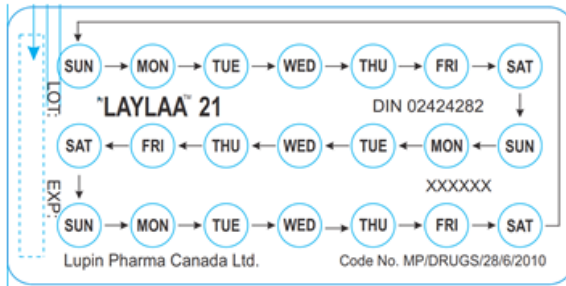 SUN MON TUE WED THU FRI SAT
LOT:
*LAYLAA™ 21 DIN 02424282
SAT FRI THU WED TUE MON SUN
XXXXXX
EXP:
SUN MON TUE WED THU FRI SAT
Lupin Pharma Canada Ltd. Code No. MP/DRUGS/28/6/2010